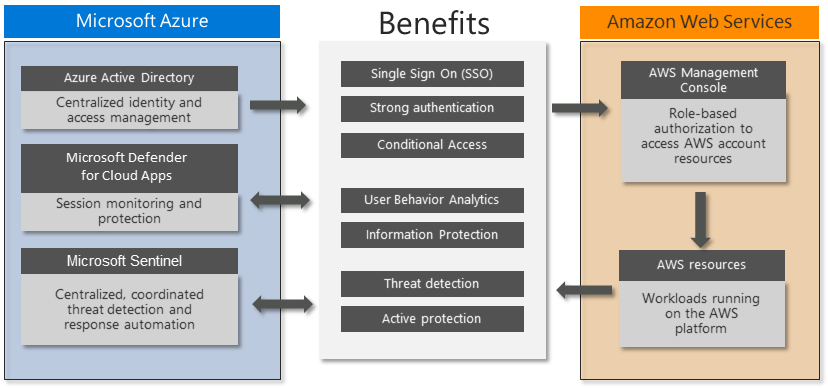 Microsoft Azure
Azure Active Directory
Centralized identity and
access management
Microsoft Defender
for Cloud Apps
Session monitoring and
protection
Microsoft Sentinel
Centralized, coordinated
threat detection and
response automation
Benefits
Single Sign On (SSO)
Strong authentication
Conditional Access
User Behavior Analytics
Information Protection
Threat detection
Active protection
Amazon Web Services
AWS Management
Console
Role-based
authorization to
access AWS account
resources
AWS resources
Workloads running
on the AWS
platform